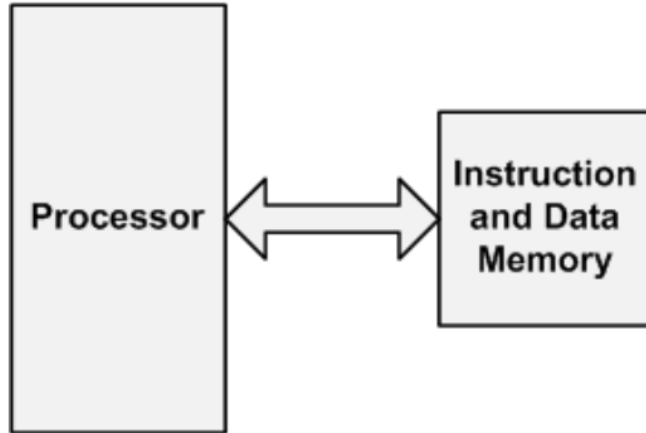 Processor
Instruction
and Data
Memory